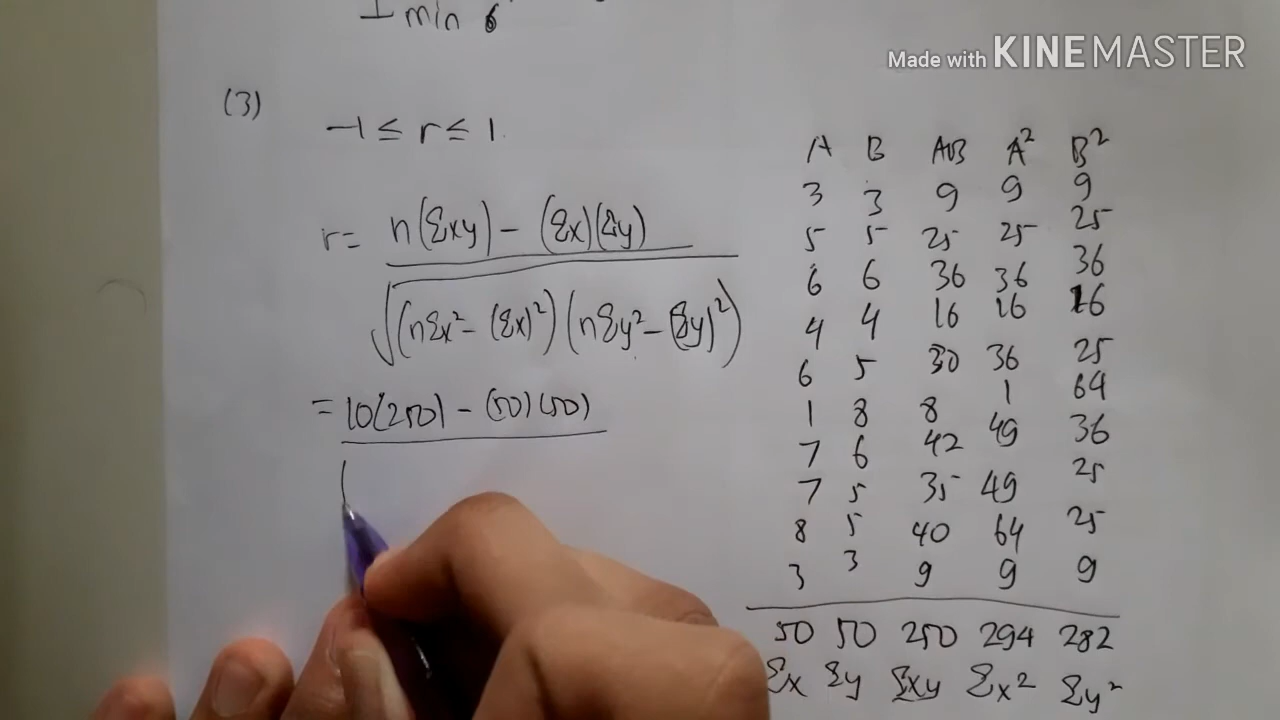 1 min 6
Made with KINEMASTER
(3)
-1 ≤ r ≤ 1.
r = n(Σxy) - (Σx)(Σy)
√(nΣx² - (Σx)²)(nΣy² - (Σy)²)
= 10(250) - (50)(50)
A B AB A² B²
3 3 9 9 9
5 5 25 25 25
6 6 36 36 36
4 4 16 16 16
6 5 30 36 25
1 8 8 1 64
7 6 42 49 36
7 5 35 49 25
8 5 40 64 25
3 3 9 9 9
50 50 250 294 282
Σx Σy Σxy Σx² Σy²